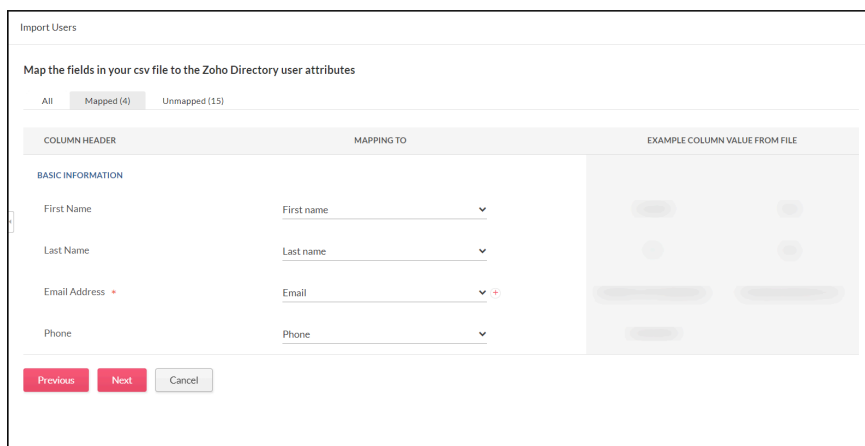 Import Users
Map the fields in your csv file to the Zoho Directory user attributes
All Mapped (4) Unmapped (15)
COLUMN HEADER MAPPING TO EXAMPLE COLUMN VALUE FROM FILE
BASIC INFORMATION
First Name First name
Last Name Last name
Email Address * Email +
Phone Phone
Previous Next Cancel